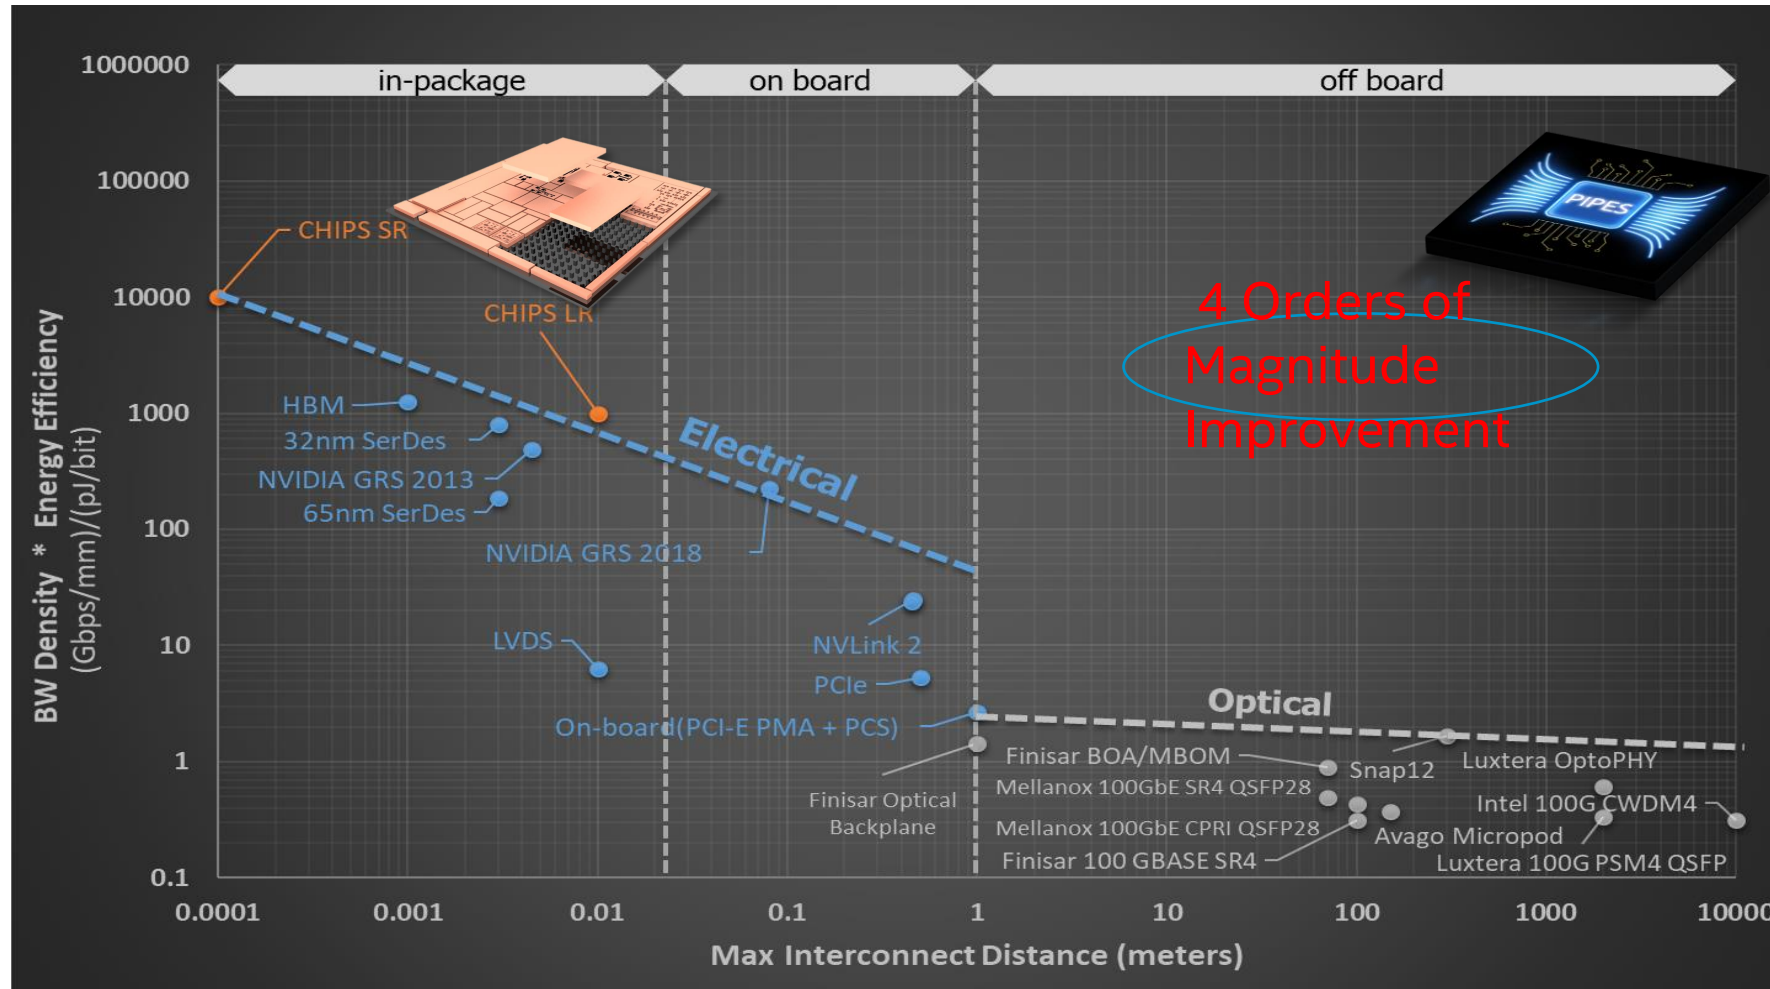 1000000
100000
10000
1000
100
10
1
0.1
BW Density * Energy Efficiency
(Gbps/mm)/(pJ/bit)
in-package
on board
off board
CHIPS SR
CHIPS LR
HBM
32nm SerDes
NVIDIA GRS 2013
65nm SerDes
NVIDIA GRS 2018
LVDS
Electrical
NVLink 2
PCIe
On-board(PCI-E PMA + PCS)
PIPES
4 Orders of
Magnitude
Improvement
Optical
Finisar Optical
Backplane
Finisar BOA/MBOM
Mellanox 100GbE SR4 QSFP28
Mellanox 100GbE CPRI QSFP28
Finisar 100 GBASE SR4
Snap12
Luxtera OptoPHY
Intel 100G CWDM4
Avago Micropod
Luxtera 100G PSM4 QSFP
0.0001
0.001
0.01
0.1
1
10
100
1000
10000
Max Interconnect Distance (meters)